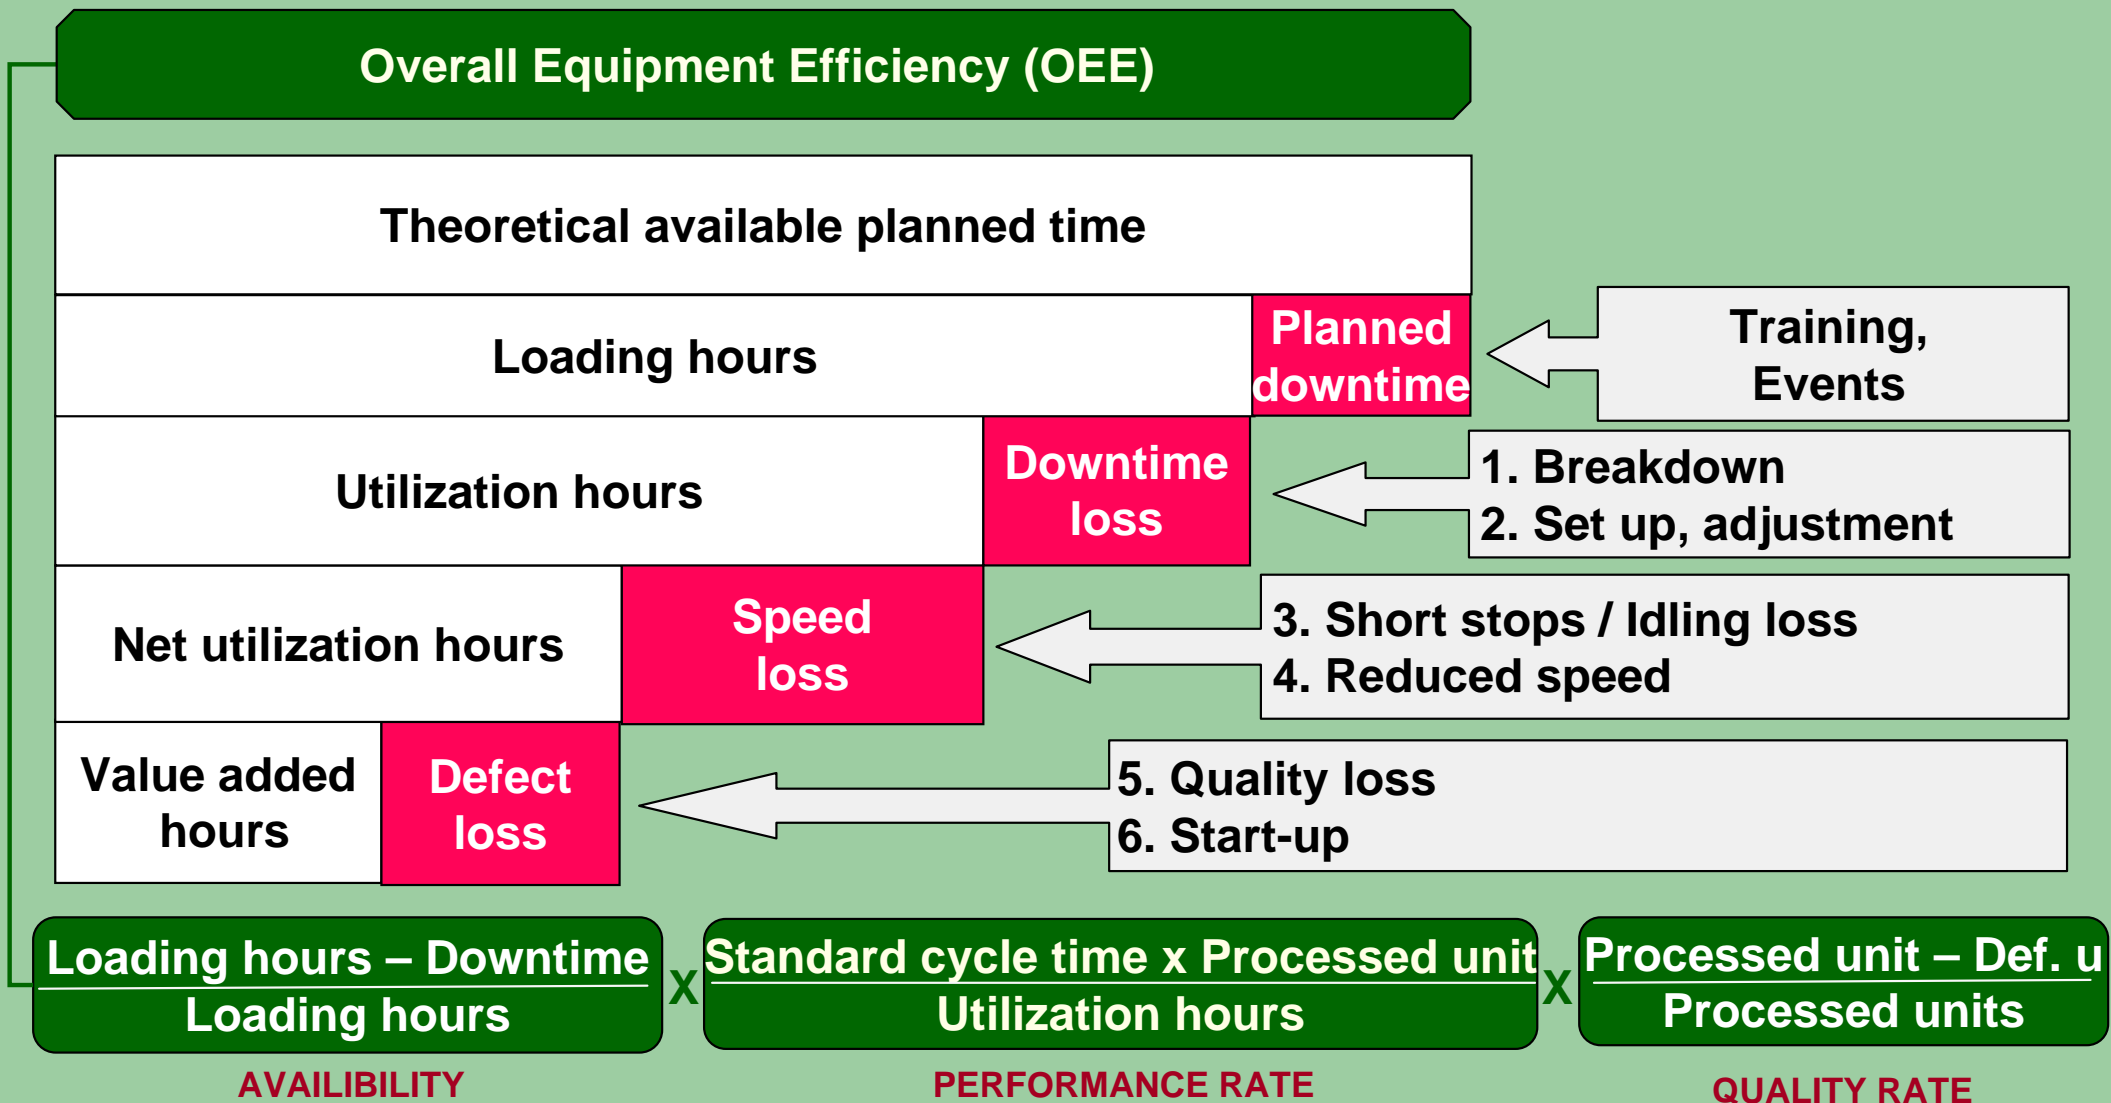 Overall Equipment Efficiency (OEE)
Theoretical available planned time
Loading hours
Planned
downtime
Training,
Events
Utilization hours
Downtime
loss
1. Breakdown
2. Set up, adjustment
Net utilization hours
Speed
loss
3. Short stops / Idling loss
4. Reduced speed
Value added
hours
Defect
loss
5. Quality loss
6. Start-up
Loading hours – Downtime
Loading hours
X
Standard cycle time x Processed unit
Utilization hours
X
Processed unit – Def. u
Processed units
AVAILIBILITY
PERFORMANCE RATE
QUALITY RATE